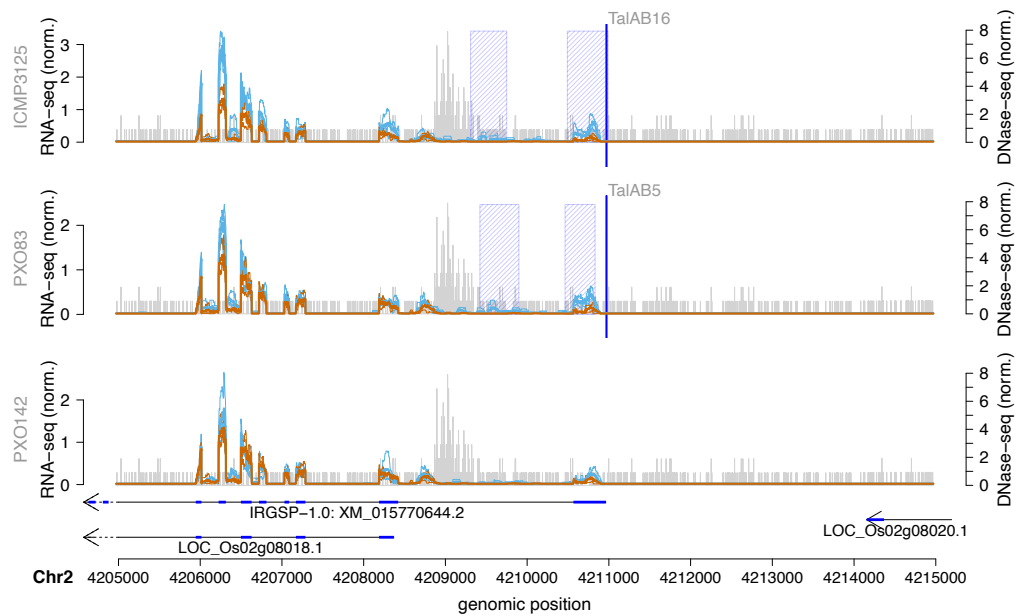 TalAB16
ICMP3125
RNA-seq (norm.)
0 1 2 3
0 2 4 6 8
DNase-seq (norm.)
TalAB5
PXO83
RNA-seq (norm.)
0 1 2
0 2 4 6 8
DNase-seq (norm.)
PXO142
RNA-seq (norm.)
0 1 2
0 2 4 6 8
DNase-seq (norm.)
IRGSP-1.0: XM_015770644.2
LOC_Os02g08020.1
LOC_Os02g08018.1
Chr2 4205000 4206000 4207000 4208000 4209000 4210000 4211000 4212000 4213000 4214000 4215000
genomic position